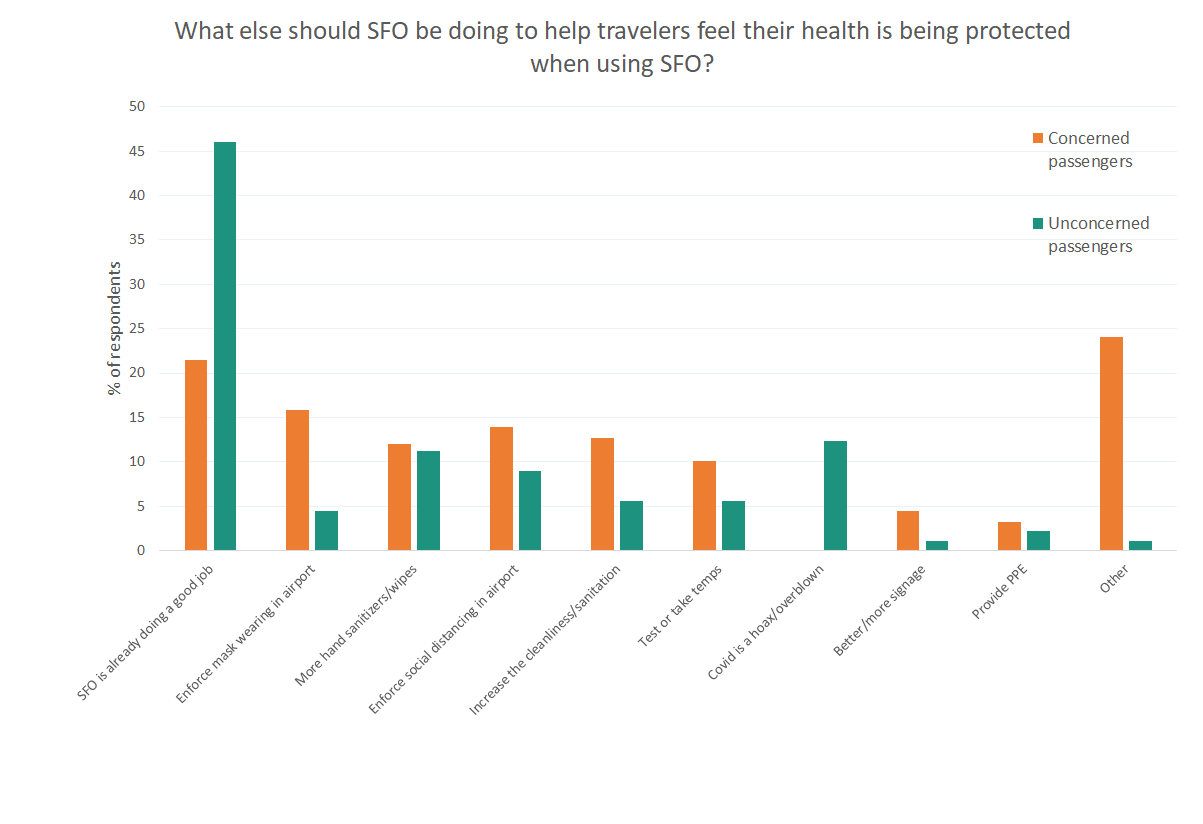 What else should SFO be doing to help travelers feel their health is being protected
when using SFO?
50
45
40
35
30
25
20
15
10
5
0
% of respondents
Concerned
passengers
Unconcerned
passengers
SFO is already doing a good job
Enforce mask wearing in airport
More hand sanitizers/wipes
Enforce social distancing in airport
Increase the cleanliness/sanitation
Test or take temps
Covid is a hoax/overblown
Better/more signage
Provide PPE
Other